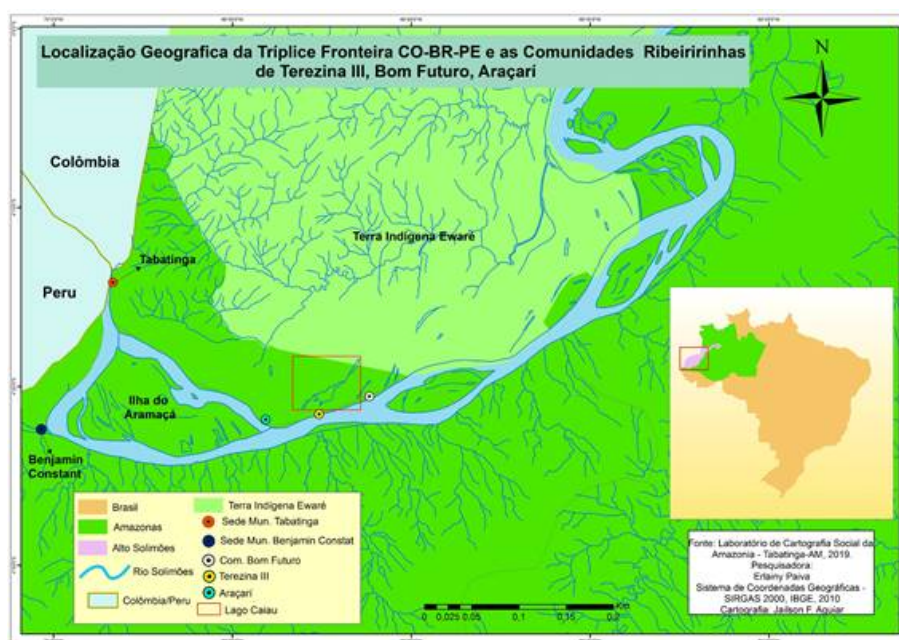 Localização Geografica da Tríplice Fronteira CO-BR-PE e as Comunidades Ribeiririnhas
de Terezina III, Bom Futuro, Araçarí
N
Colômbia
Terra Indígena Ewaré
Tabatinga
Peru
Ilha do
Aramaçá
Benjamin
Constant
Brasil
Amazonas
Alto Solimões
Rio Solimões
Colômbia/Peru
Terra Indígena Ewaré
Sede Mun. Tabatinga
Sede Mun. Benjamin Constat
Com. Bom Futuro
Terezina III
Araçarí
Lago Caiau
0 0,025 0,05 0,1 0,15 0,2
Km
Fonte: Laboratório de Cartografia Social da
Amazonia - Tabatinga-AM, 2019.
Pesquisadora:
Erlainy Paiva
Sistema de Coordenadas Geográficas -
SIRGAS 2000, IBGE, 2010
Cartografia: Jailson F. Aguiar